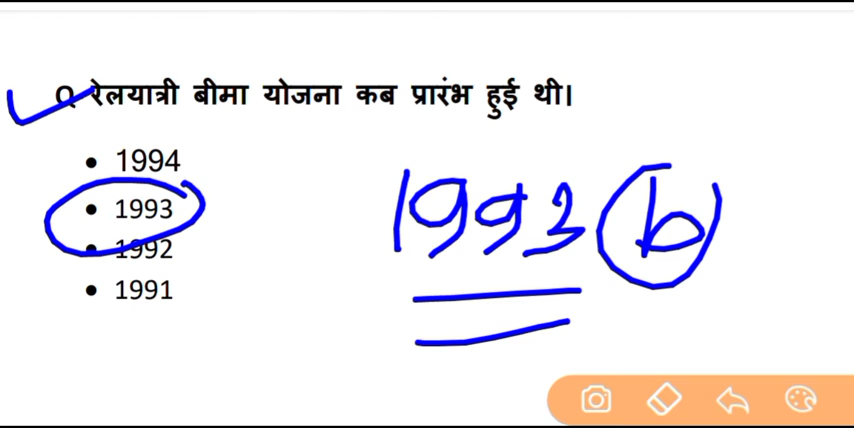 Q रेलयात्री बीमा योजना कब प्रारंभ हुई थी।
• 1994
• 1993
• 1992
• 1991
1993 (b)